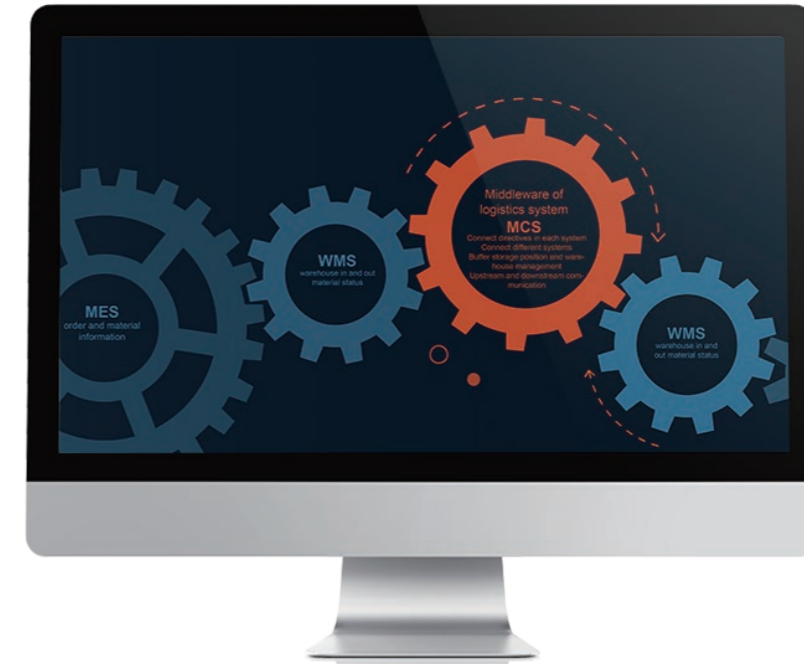 MES
order and material
information
WMS
warehouse in and out
material status
Middleware of
logistics system
MCS
Connect directives in each system
Connect different systems
Buffer storage position and ware-
house management
Upstream and downstream com-
munication
WMS
warehouse in and
out material status